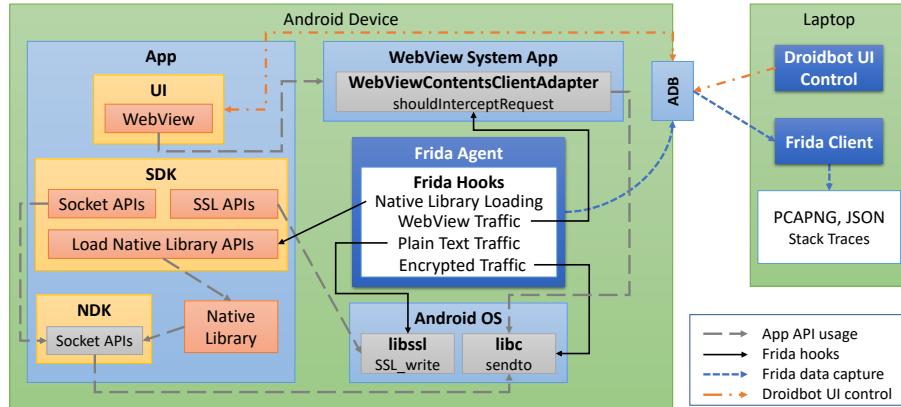 Android Device
Laptop
App
UI
WebView
SDK
Socket APIs
SSL APIs
Load Native Library APIs
NDK
Socket APIs
Native
Library
WebView System App
WebViewContentsClientAdapter
shouldInterceptRequest
Frida Agent
Frida Hooks
Native Library Loading
WebView Traffic
Plain Text Traffic
Encrypted Traffic
Android OS
libssl
SSL_write
libc
sendto
ADB
Droidbot UI
Control
Frida Client
PCAPNG, JSON
Stack Traces
App API usage
Frida hooks
Frida data capture
Droidbot UI control